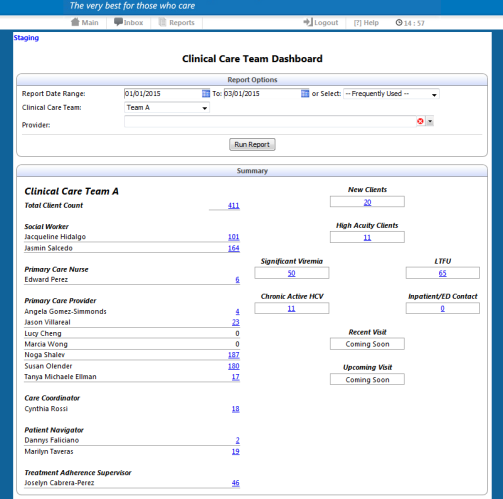 The very best for those who care
Main Inbox Reports Logout [?] Help 14 : 57
Staging
Clinical Care Team Dashboard
Report Options
Report Date Range: 01/01/2015 To: 03/01/2015 or Select: -- Frequently Used --
Clinical Care Team: Team A
Provider:
Run Report
Summary
Clinical Care Team A
Total Client Count 411
Social Worker
Jacqueline Hidalgo 101
Jasmin Salcedo 164
Primary Care Nurse
Edward Perez 6
Primary Care Provider
Angela Gomez-Simmonds 4
Jason Villareal 23
Lucy Cheng 0
Marcia Wong 0
Noga Shalev 187
Susan Olender 180
Tanya Michaele Ellman 17
Care Coordinator
Cynthia Rossi 18
Patient Navigator
Dannys Faliciano 2
Marilyn Taveras 19
Treatment Adherence Supervisor
Joselyn Cabrera-Perez 46
New Clients
20
High Acuity Clients
11
Significant Viremia LTFU
50 65
Chronic Active HCV Inpatient/ED Contact
11 0
Recent Visit
Coming Soon
Upcoming Visit
Coming Soon